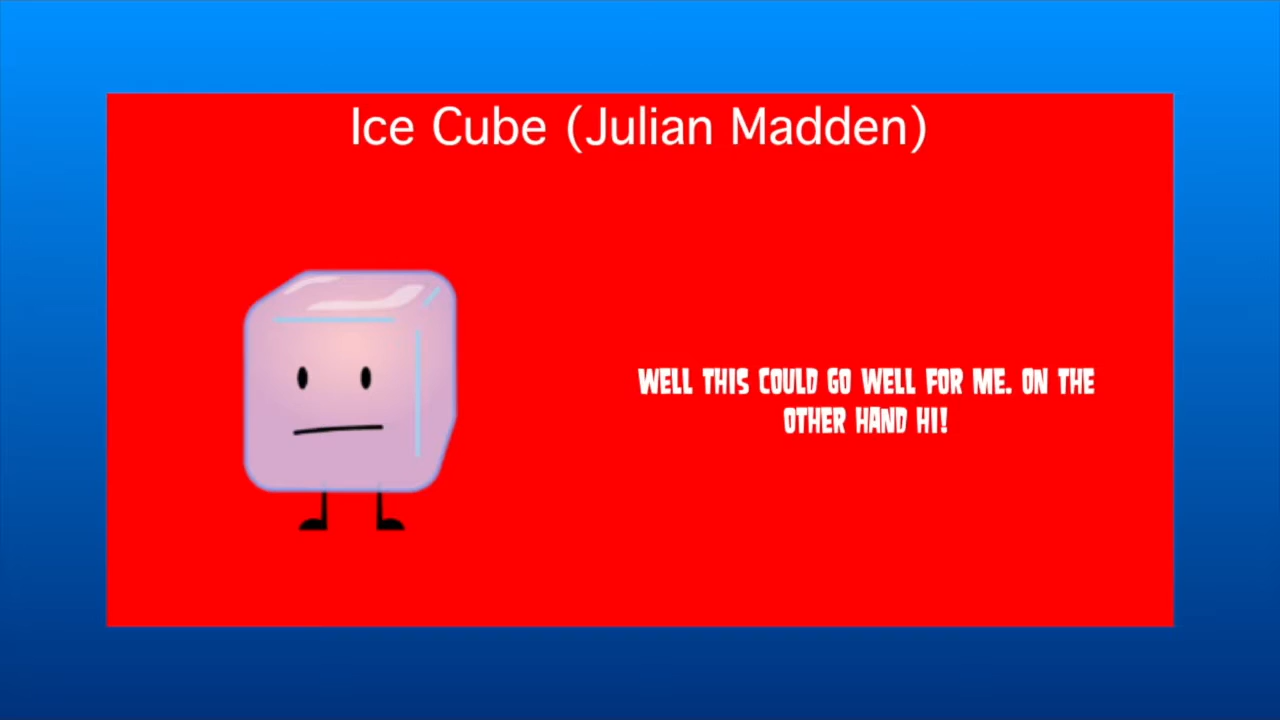 Ice Cube (Julian Madden)
WELL THIS COULD GO WELL FOR ME. ON THE
OTHER HAND HI!